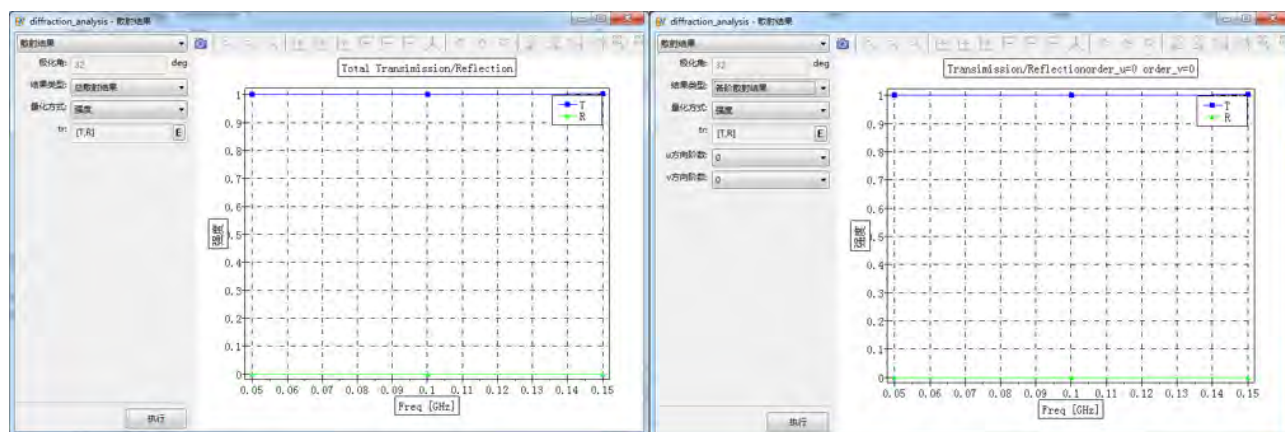 diffraction_analysis - 散射结果
散射结果
极化角: 32 deg
结果类型: 总散射结果
量化方式: 强度
tr: [T,R] E
执行
Total Transimission/Reflection
T
R
1
0.9
0.8
0.7
0.6
0.5
0.4
0.3
0.2
0.1
0
强度
0.05 0.06 0.07 0.08 0.09 0.1 0.11 0.12 0.13 0.14 0.15
Freq [GHz]
diffraction_analysis - 散射结果
散射结果
极化角: 32 deg
结果类型: 各阶散射结果
量化方式: 强度
tr: [T,R] E
u方向阶数: 0
v方向阶数: 0
执行
Transimission/Reflectionorder_u=0 order_v=0
T
R
1
0.9
0.8
0.7
0.6
0.5
0.4
0.3
0.2
0.1
0
强度
0.05 0.06 0.07 0.08 0.09 0.1 0.11 0.12 0.13 0.14 0.15
Freq [GHz]